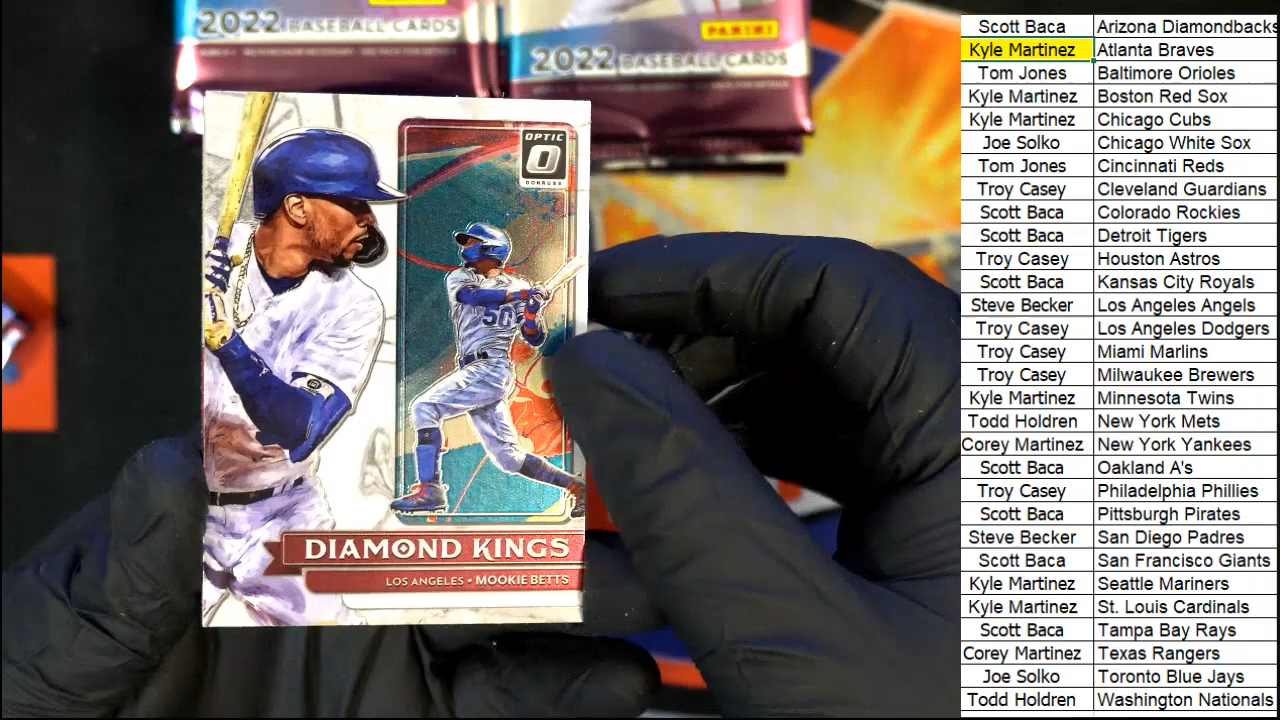 2022 BASEBALL CARDS
PANINI
2022 BASEBALL CARDS
OPTIC
DONRUSS
50
DIAMOND KINGS
LOS ANGELES • MOOKIE BETTS
Scott Baca Arizona Diamondbacks
Kyle Martinez Atlanta Braves
Tom Jones Baltimore Orioles
Kyle Martinez Boston Red Sox
Kyle Martinez Chicago Cubs
Joe Solko Chicago White Sox
Tom Jones Cincinnati Reds
Troy Casey Cleveland Guardians
Scott Baca Colorado Rockies
Scott Baca Detroit Tigers
Troy Casey Houston Astros
Scott Baca Kansas City Royals
Steve Becker Los Angeles Angels
Troy Casey Los Angeles Dodgers
Troy Casey Miami Marlins
Troy Casey Milwaukee Brewers
Kyle Martinez Minnesota Twins
Todd Holdren New York Mets
Corey Martinez New York Yankees
Scott Baca Oakland A's
Troy Casey Philadelphia Phillies
Scott Baca Pittsburgh Pirates
Steve Becker San Diego Padres
Scott Baca San Francisco Giants
Kyle Martinez Seattle Mariners
Kyle Martinez St. Louis Cardinals
Scott Baca Tampa Bay Rays
Corey Martinez Texas Rangers
Joe Solko Toronto Blue Jays
Todd Holdren Washington Nationals